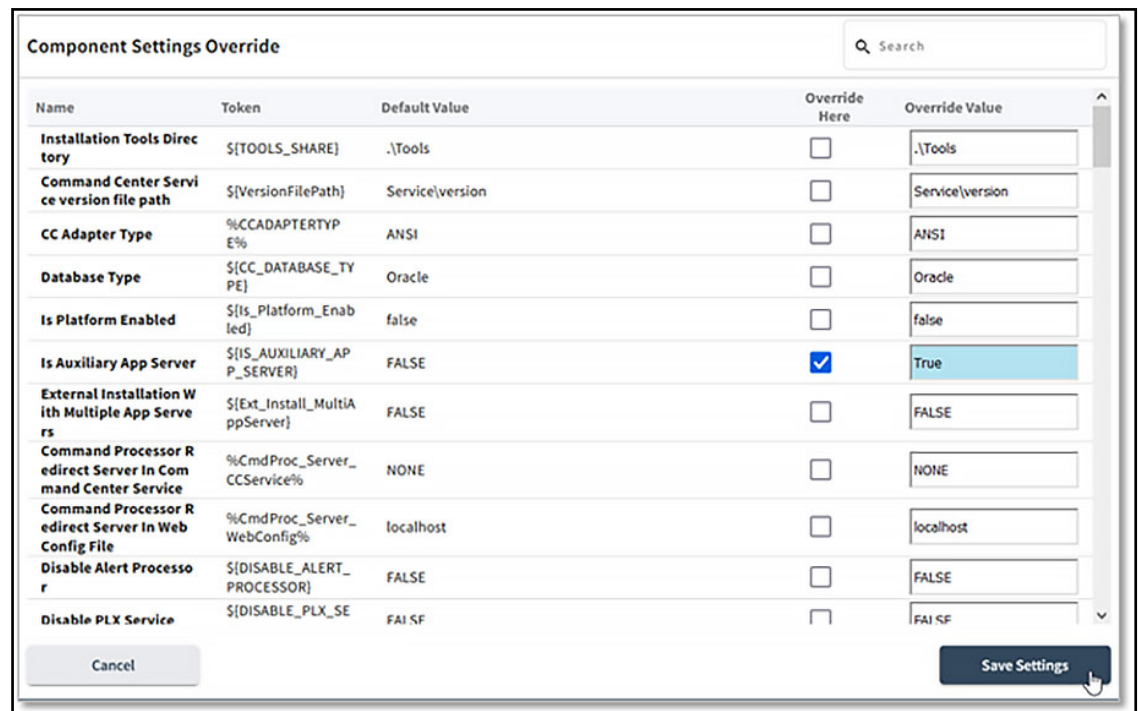 Component Settings Override
Search
Name Token Default Value Override Here Override Value
Installation Tools Direc
tory
${TOOLS_SHARE} .\Tools .\Tools
Command Center Servi
ce version file path
${VersionFilePath} Service\version Service\version
CC Adapter Type
%CCADAPTERTYP
E%
ANSI ANSI
Database Type
${CC_DATABASE_TY
PE}
Oracle Oracle
Is Platform Enabled
${Is_Platform_Enab
led}
false false
Is Auxiliary App Server
${IS_AUXILIARY_AP
P_SERVER}
FALSE True
External Installation W
ith Multiple App Serve
rs
${Ext_Install_MultiA
ppServer}
FALSE FALSE
Command Processor R
edirect Server In Com
mand Center Service
%CmdProc_Server_
CCService%
NONE NONE
Command Processor R
edirect Server In Web
Config File
%CmdProc_Server_
WebConfig%
localhost localhost
Disable Alert Processo
r
${DISABLE_ALERT_
PROCESSOR}
FALSE FALSE
Disable PLX Service
${DISABLE_PLX_SE
FALSE FALSE
Cancel Save Settings